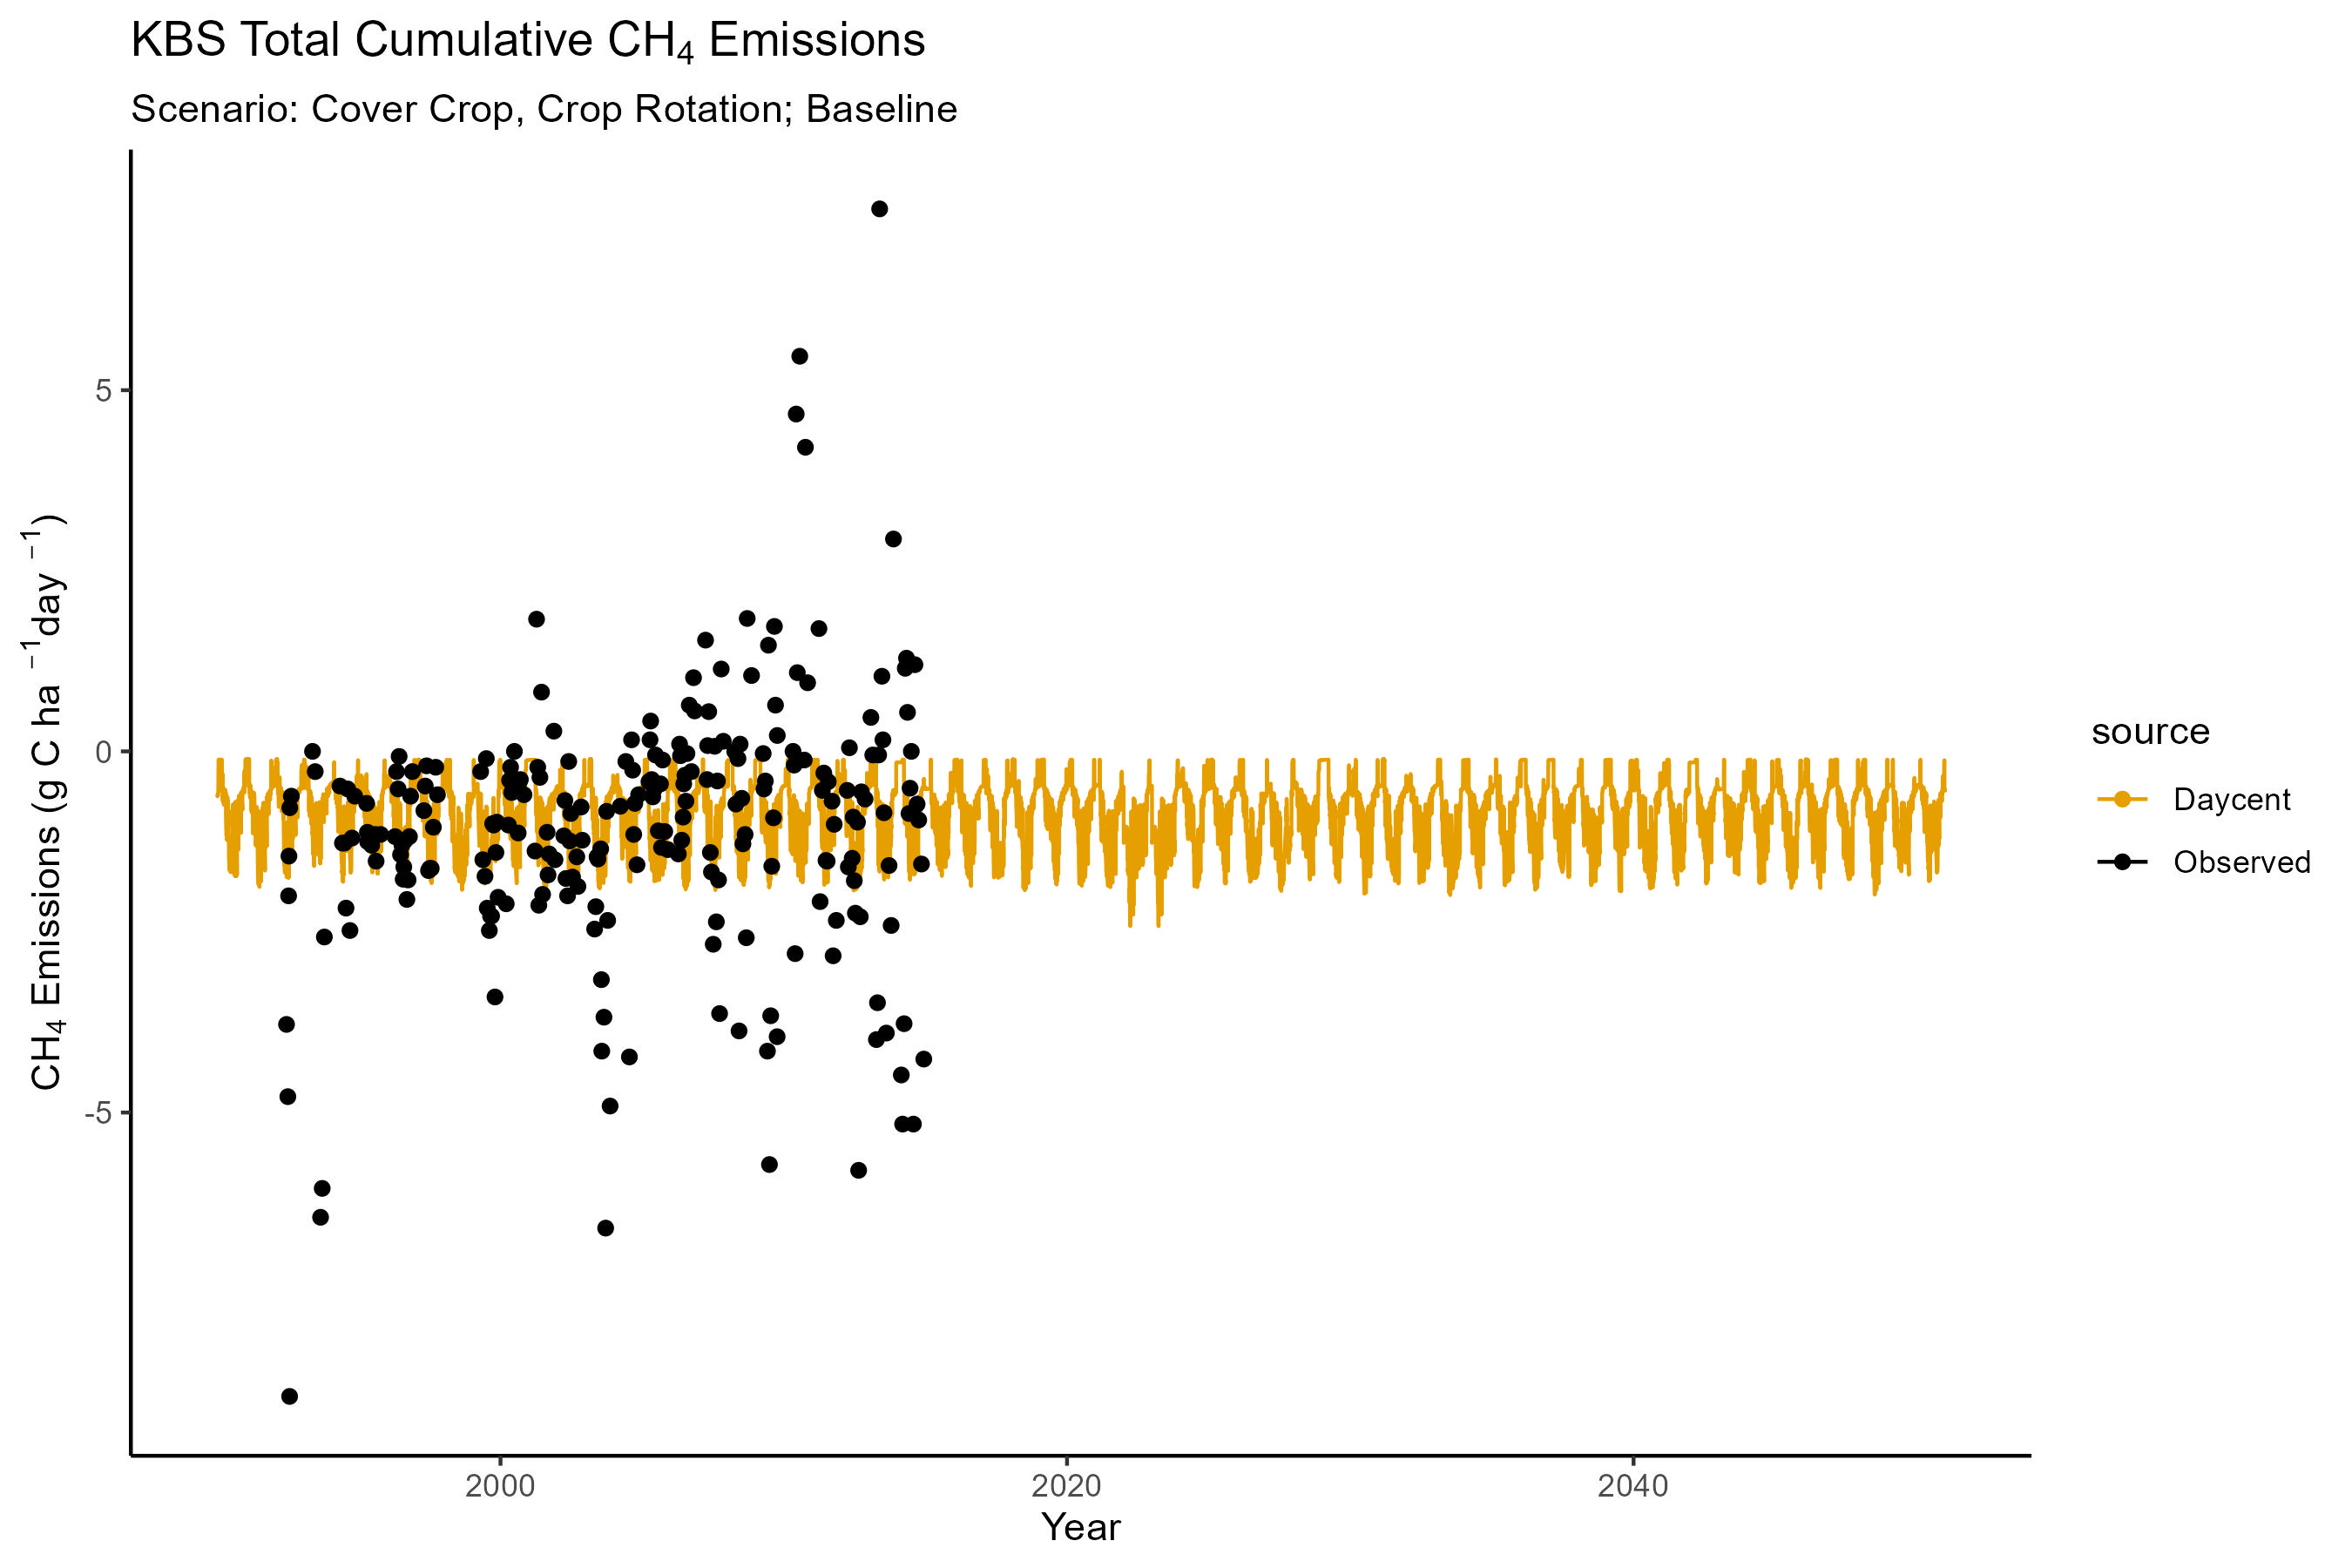 KBS Total Cumulative CH₄ Emissions
Scenario: Cover Crop, Crop Rotation; Baseline
CH₄ Emissions (g C ha ⁻¹day ⁻¹)
5
0
-5
2000
2020
2040
Year
source
Daycent
Observed